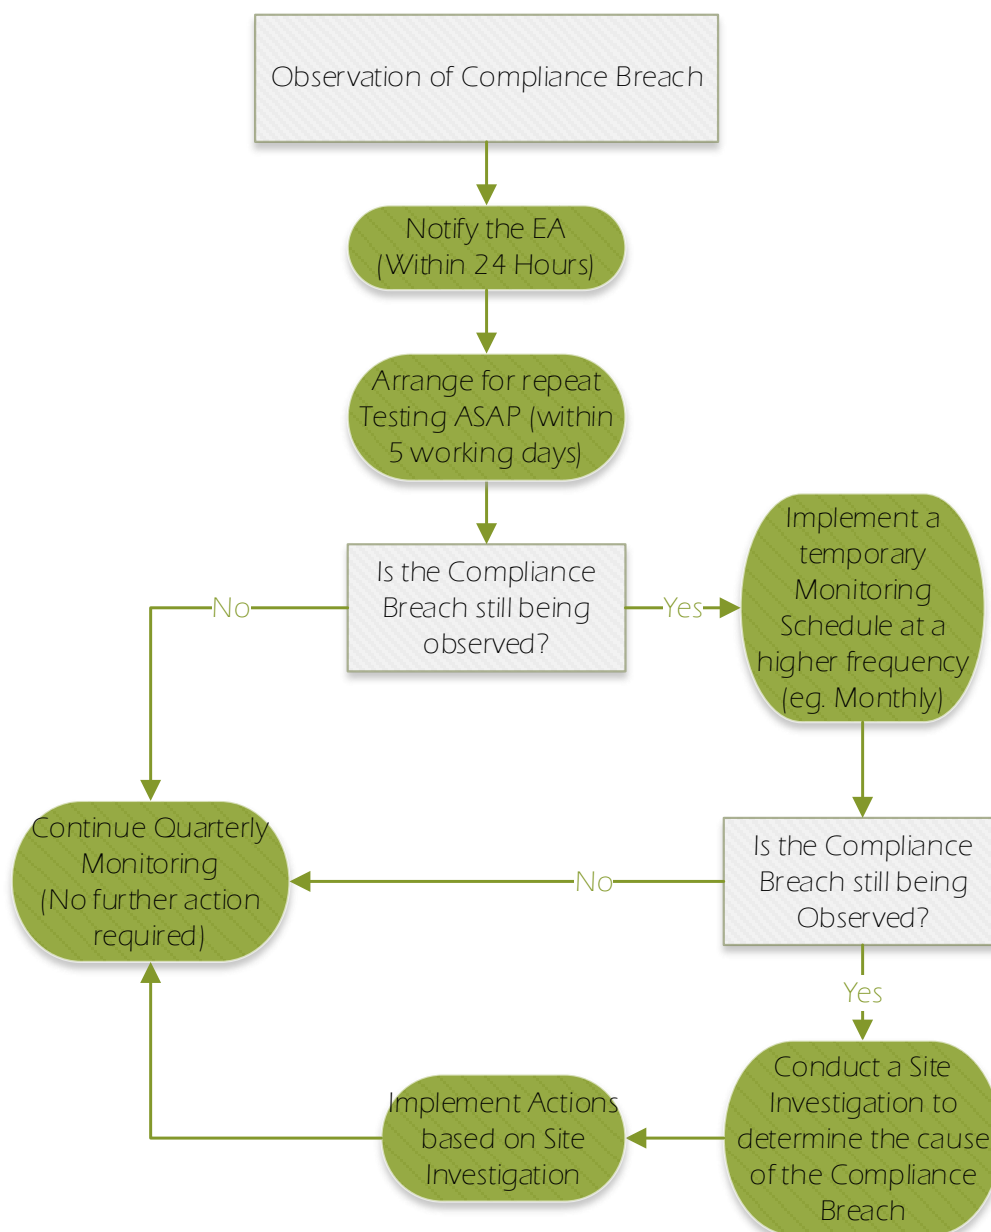 Observation of Compliance Breach
Notify the EA
(Within 24 Hours)
Arrange for repeat
Testing ASAP (within
5 working days)
Is the Compliance
Breach still being
observed?
No
Yes
Implement a
temporary
Monitoring
Schedule at a
higher frequency
(eg. Monthly)
Continue Quarterly
Monitoring
(No further action
required)
No
Is the Compliance
Breach still being
Observed?
Yes
Conduct a Site
Investigation to
determine the cause
of the Compliance
Breach
Implement Actions
based on Site
Investigation